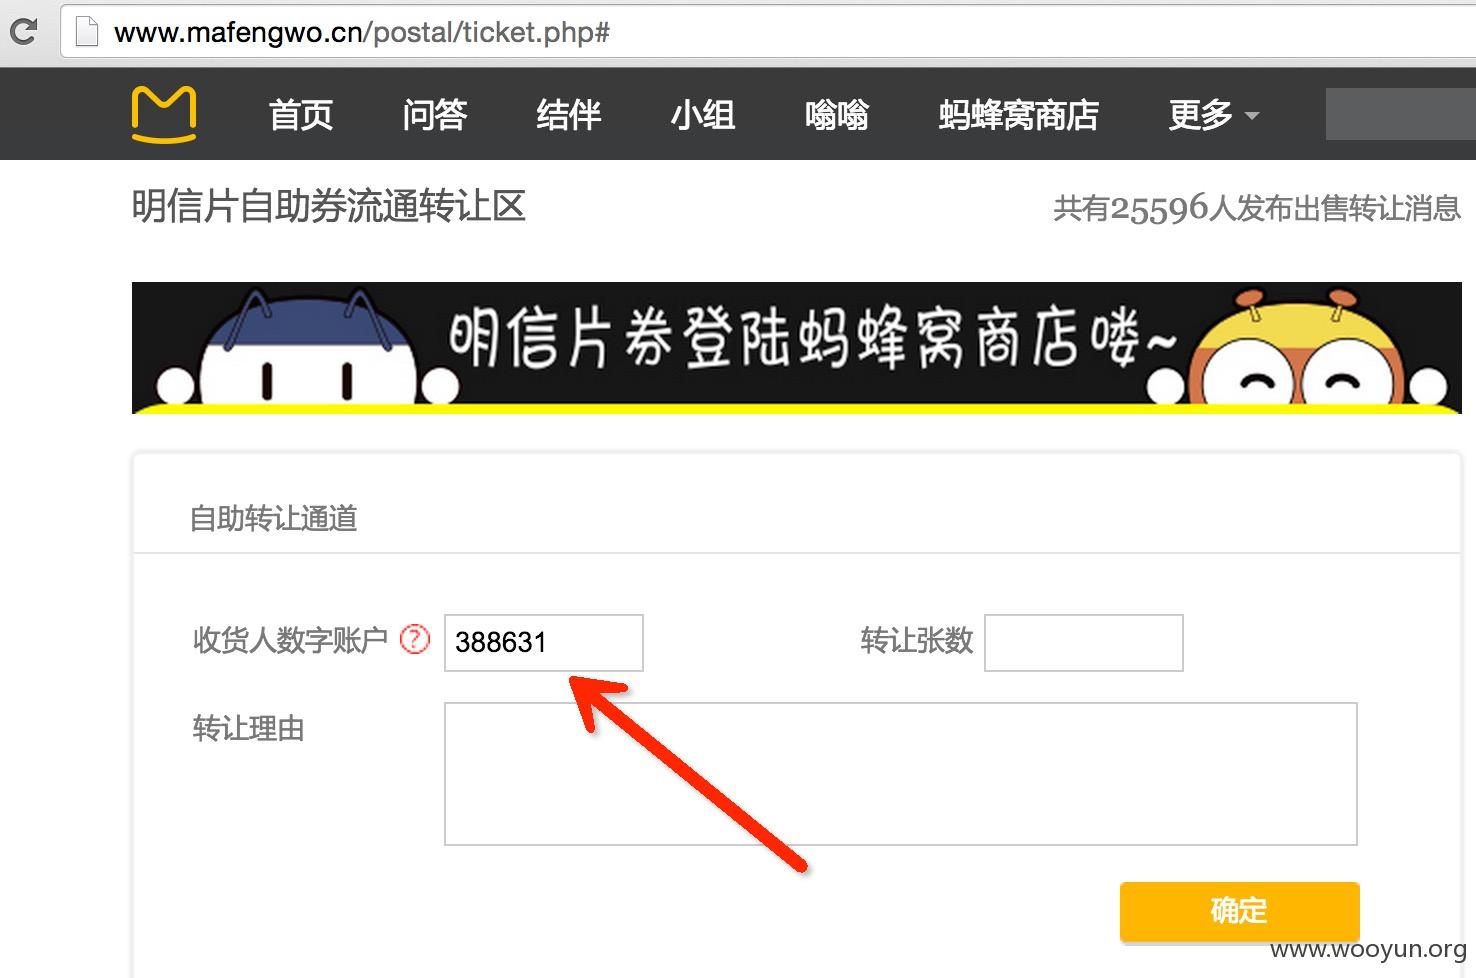 www.mafengwo.cn/postal/ticket.php#
首页 问答 结伴 小组 嗡嗡 蚂蜂窝商店 更多
明信片自助券流通转让区 共有25596人发布出售转让消息
明信片券登陆蚂蜂窝商店喽~
自助转让通道
收货人数字账户 ? 388631 转让张数
转让理由
确定
www.wooyun.org